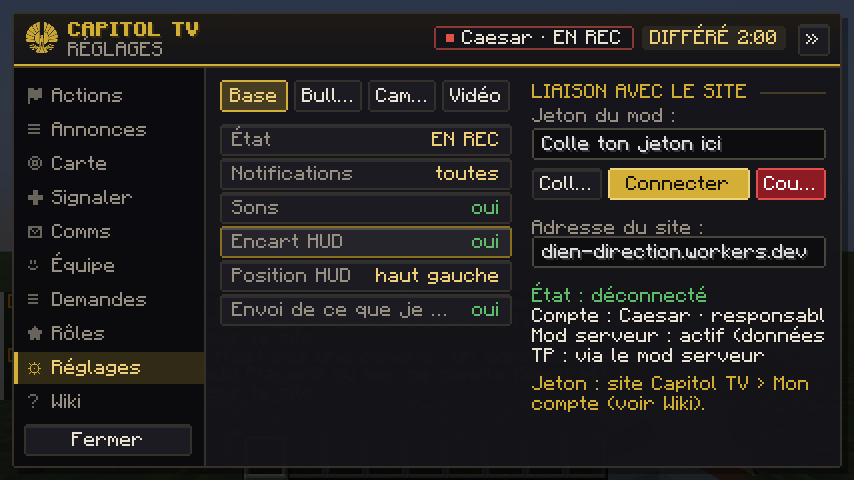 CAPITOL TV
RÉGLAGES
Caesar · EN REC
DIFFÉRÉ 2:00
»
Actions
Annonces
Carte
Signaler
Comms
Équipe
Demandes
Rôles
Réglages
? Wiki
Fermer
Base
Bull...
Cam...
Vidéo
État EN REC
Notifications toutes
Sons oui
Encart HUD oui
Position HUD haut gauche
Envoi de ce que je ... oui
LIAISON AVEC LE SITE
Jeton du mod :
Colle ton jeton ici
Coll...
Connecter
Cou...
Adresse du site :
dien-direction.workers.dev
État : déconnecté
Compte : Caesar · responsabl
Mod serveur : actif (données
TP : via le mod serveur
Jeton : site Capitol TV > Mon
compte (voir Wiki).